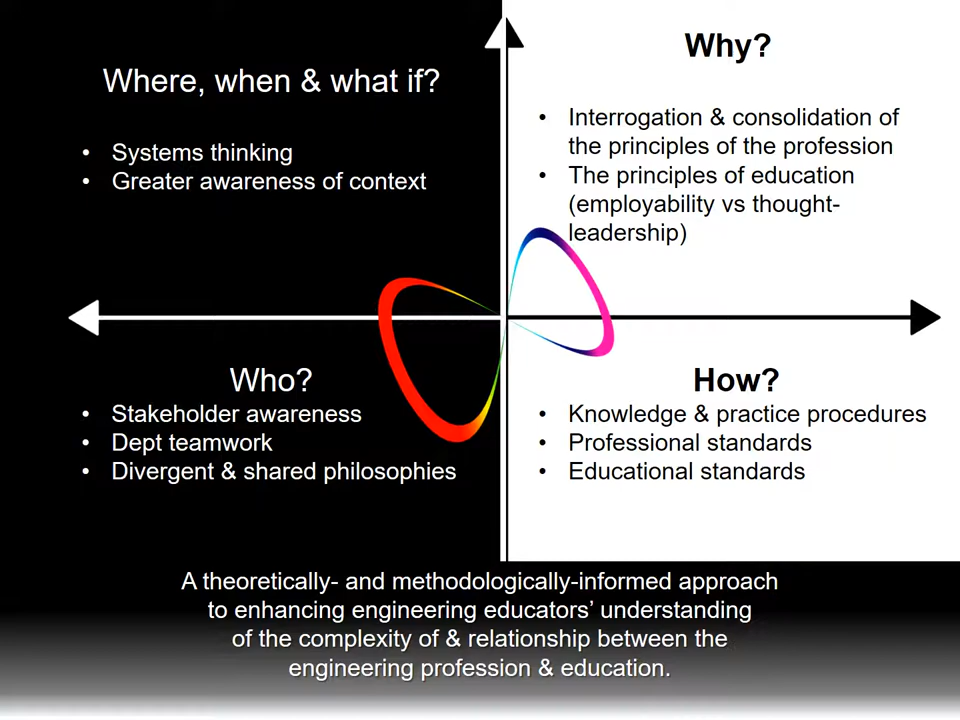 Where, when & what if?
• Systems thinking
• Greater awareness of context
Why?
• Interrogation & consolidation of
the principles of the profession
• The principles of education
(employability vs thought-
leadership)
Who?
• Stakeholder awareness
• Dept teamwork
• Divergent & shared philosophies
How?
• Knowledge & practice procedures
• Professional standards
• Educational standards
A theoretically- and methodologically-informed approach
to enhancing engineering educators’ understanding
of the complexity of & relationship between the
engineering profession & education.